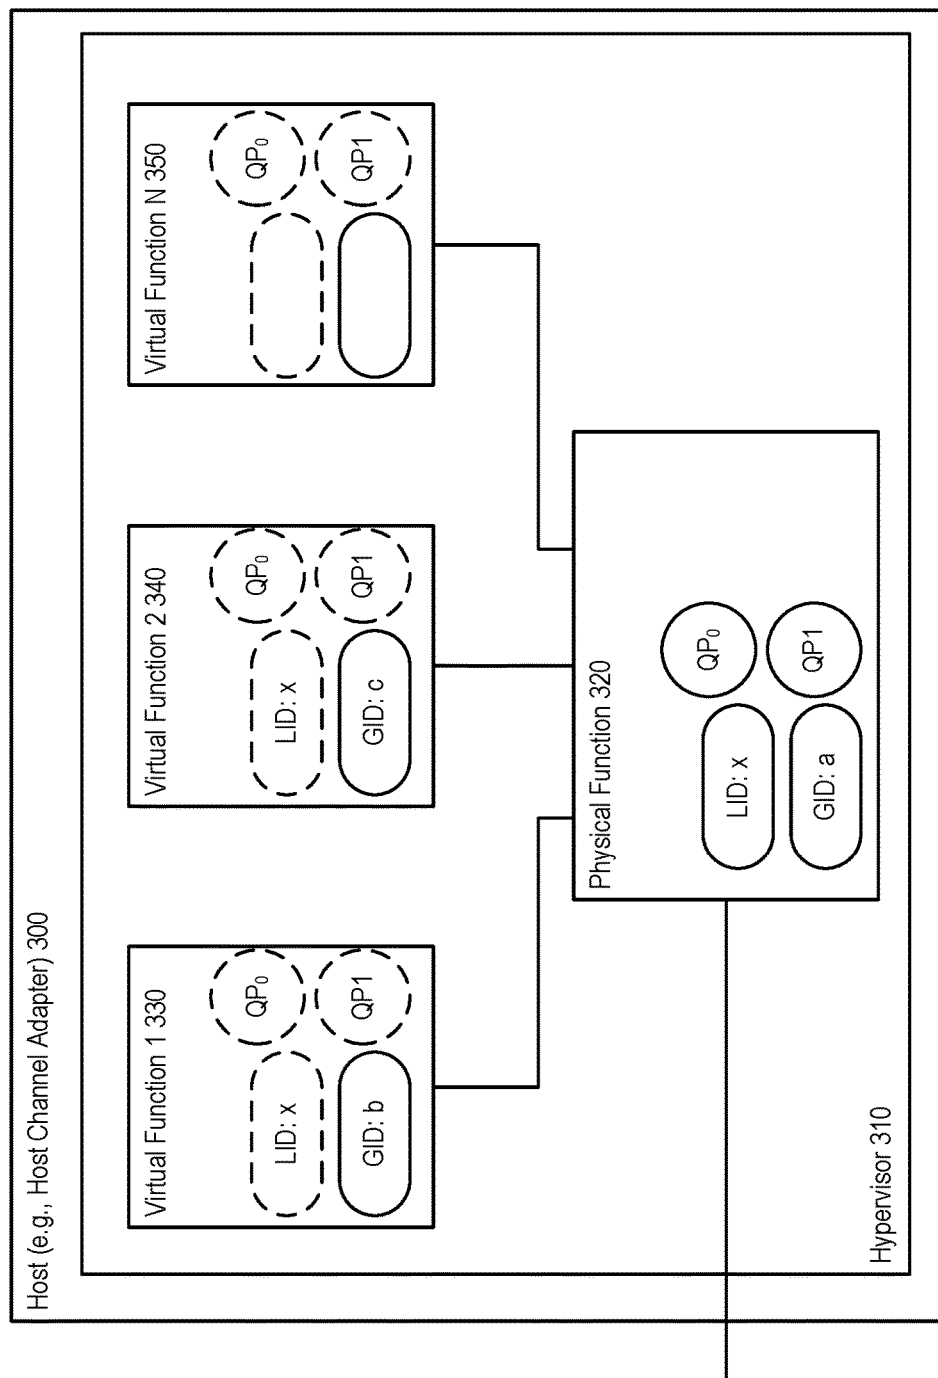 Host (e.g., Host Channel Adapter) 300
Virtual Function 1 330
LID: x
QP₀
GID: b
QP1
Virtual Function 2 340
LID: x
QP₀
GID: c
QP1
Virtual Function N 350
QP₀
QP1
Physical Function 320
LID: x
QP₀
GID: a
QP1
Hypervisor 310